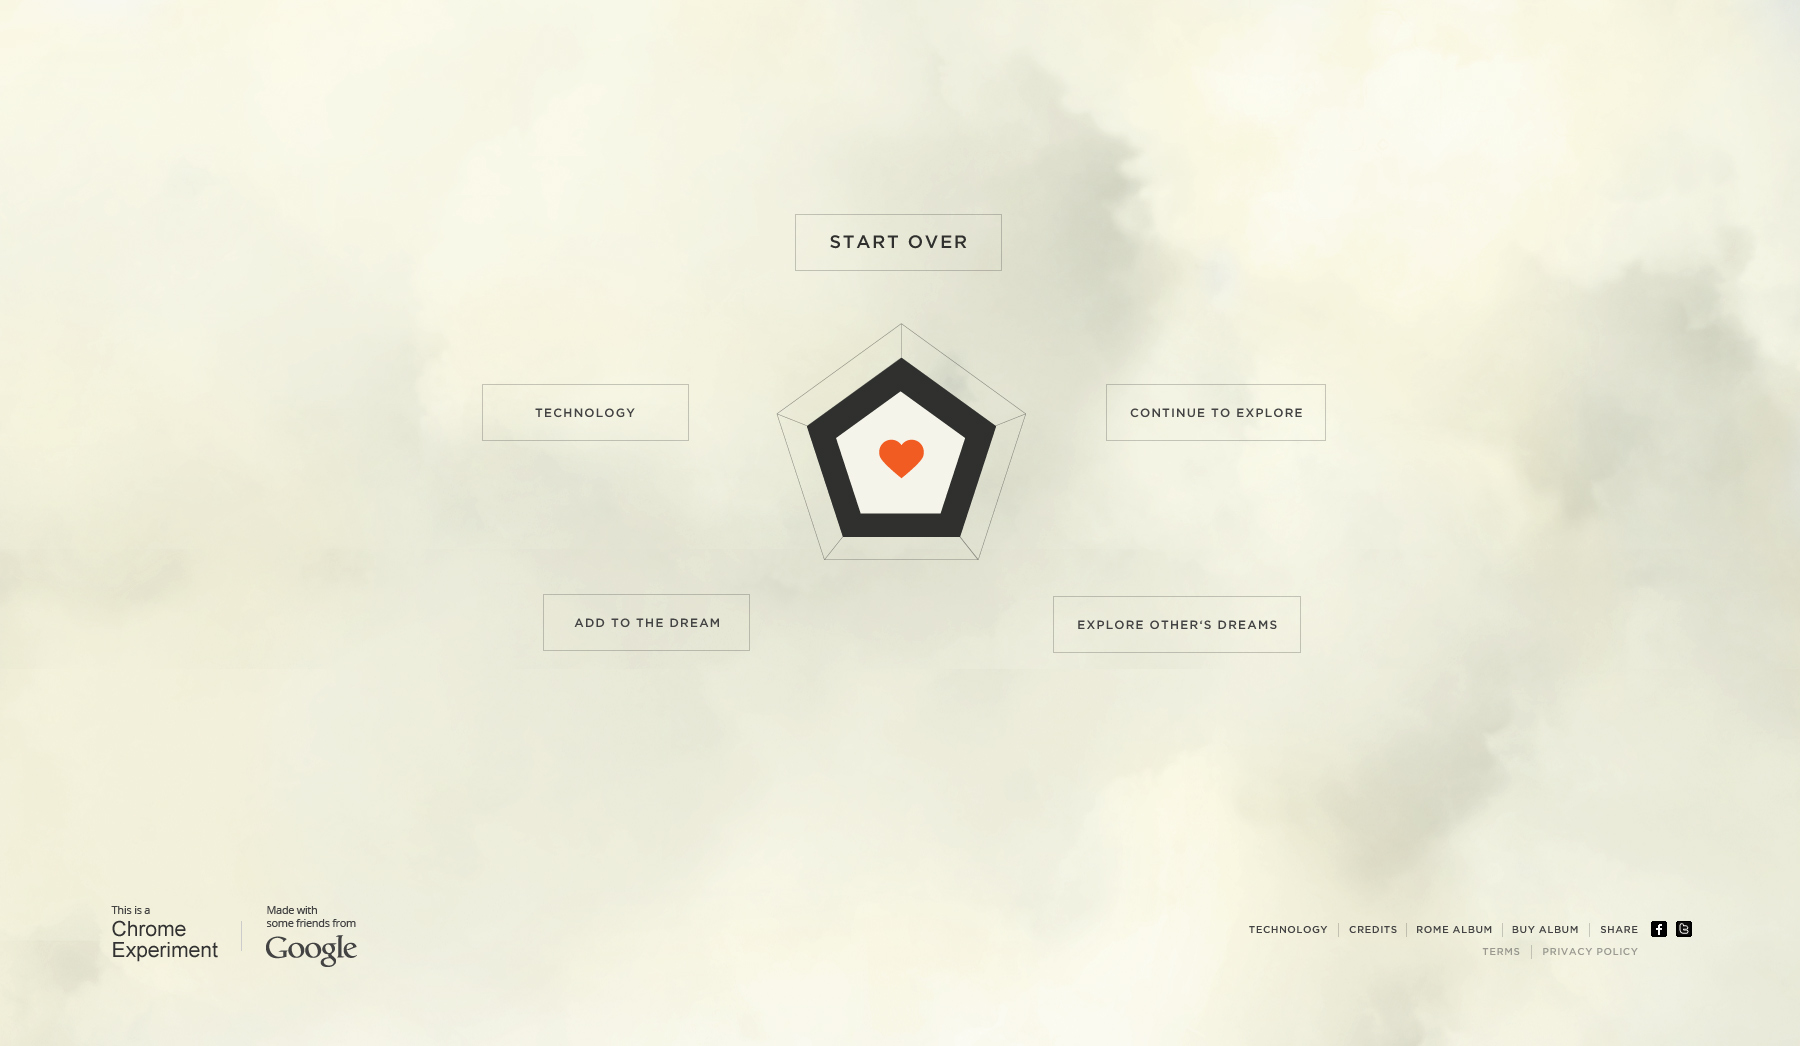 START OVER
TECHNOLOGY
CONTINUE TO EXPLORE
ADD TO THE DREAM
EXPLORE OTHER'S DREAMS
This is a
Chrome
Experiment
Made with
some friends from
Google
TECHNOLOGY CREDITS ROME ALBUM BUY ALBUM SHARE
TERMS PRIVACY POLICY